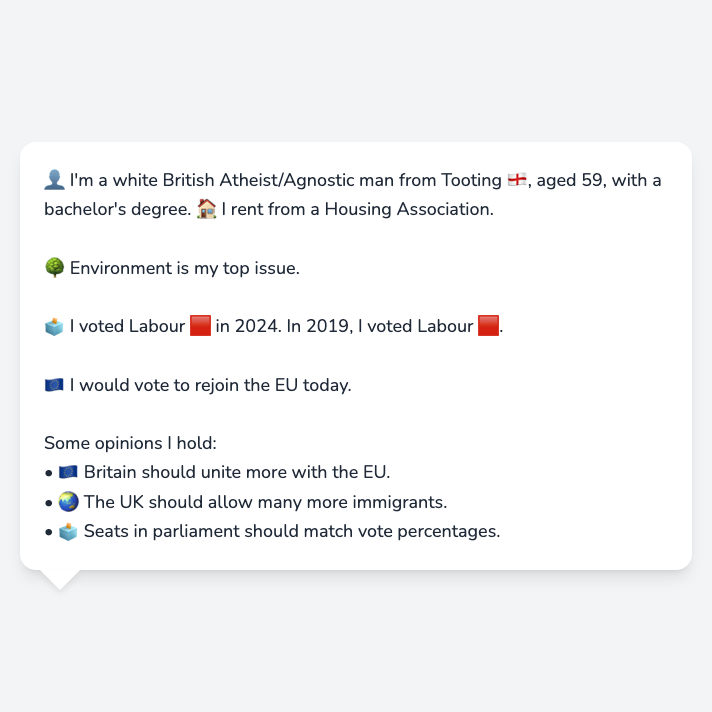 👤 I'm a white British Atheist/Agnostic man from Tooting 🏴󠁧󠁢󠁥󠁮󠁧󠁿, aged 59, with a
bachelor's degree. 🏠 I rent from a Housing Association.
🌳 Environment is my top issue.
🗳️ I voted Labour 🟥 in 2024. In 2019, I voted Labour 🟥.
🇪🇺 I would vote to rejoin the EU today.
Some opinions I hold:
• 🇪🇺 Britain should unite more with the EU.
• 🌏 The UK should allow many more immigrants.
• 🗳️ Seats in parliament should match vote percentages.